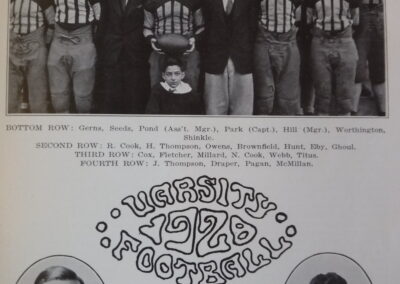 BOTTOM ROW: Gerns, Seeds, Pond (Ass't. Mgr.), Park (Capt.), Hill (Mgr.), Worthington,
Shinkle.
SECOND ROW: R. Cook, H. Thompson, Owens, Brownfield, Hunt, Eby, Ghoul.
THIRD ROW: Cox, Fletcher, Millard, N. Cook, Webb, Titus.
FOURTH ROW: J. Thompson, Draper, Pagan, McMillan.
VARSITY
1928
FOOTBALL